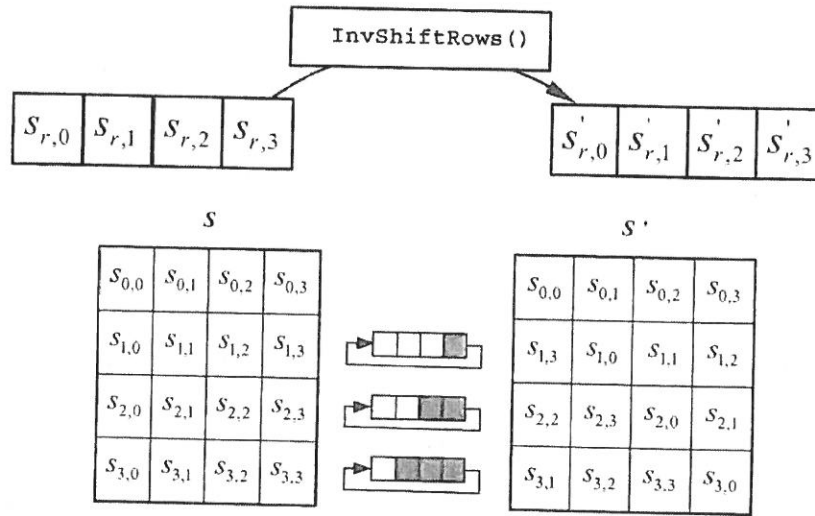 InvShiftRows()
S_{r,0} S_{r,1} S_{r,2} S_{r,3} S'_{r,0} S'_{r,1} S'_{r,2} S'_{r,3}
S S'
S_{0,0} S_{0,1} S_{0,2} S_{0,3} S_{0,0} S_{0,1} S_{0,2} S_{0,3}
S_{1,0} S_{1,1} S_{1,2} S_{1,3} S_{1,3} S_{1,0} S_{1,1} S_{1,2}
S_{2,0} S_{2,1} S_{2,2} S_{2,3} S_{2,2} S_{2,3} S_{2,0} S_{2,1}
S_{3,0} S_{3,1} S_{3,2} S_{3,3} S_{3,1} S_{3,2} S_{3,3} S_{3,0}